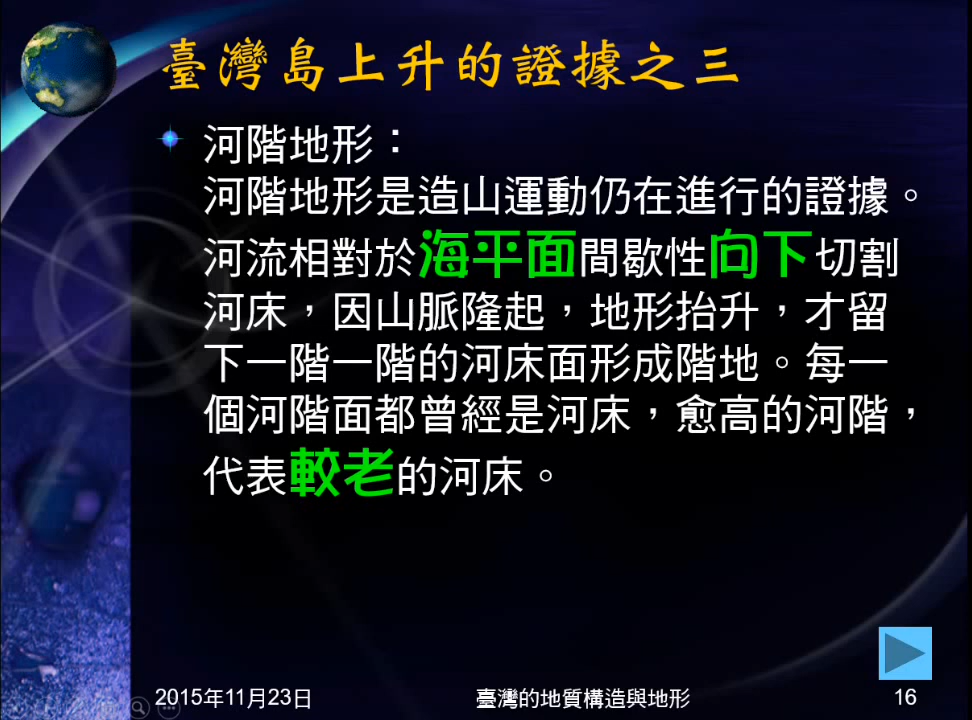 臺灣島上升的證據之三
河階地形：
河階地形是造山運動仍在進行的證據。
河流相對於海平面間歇性向下切割
河床，因山脈隆起，地形抬升，才留
下一階一階的河床面形成階地。每一
個河階面都曾經是河床，愈高的河階，
代表較老的河床。
2015年11月23日
臺灣的地質構造與地形
16